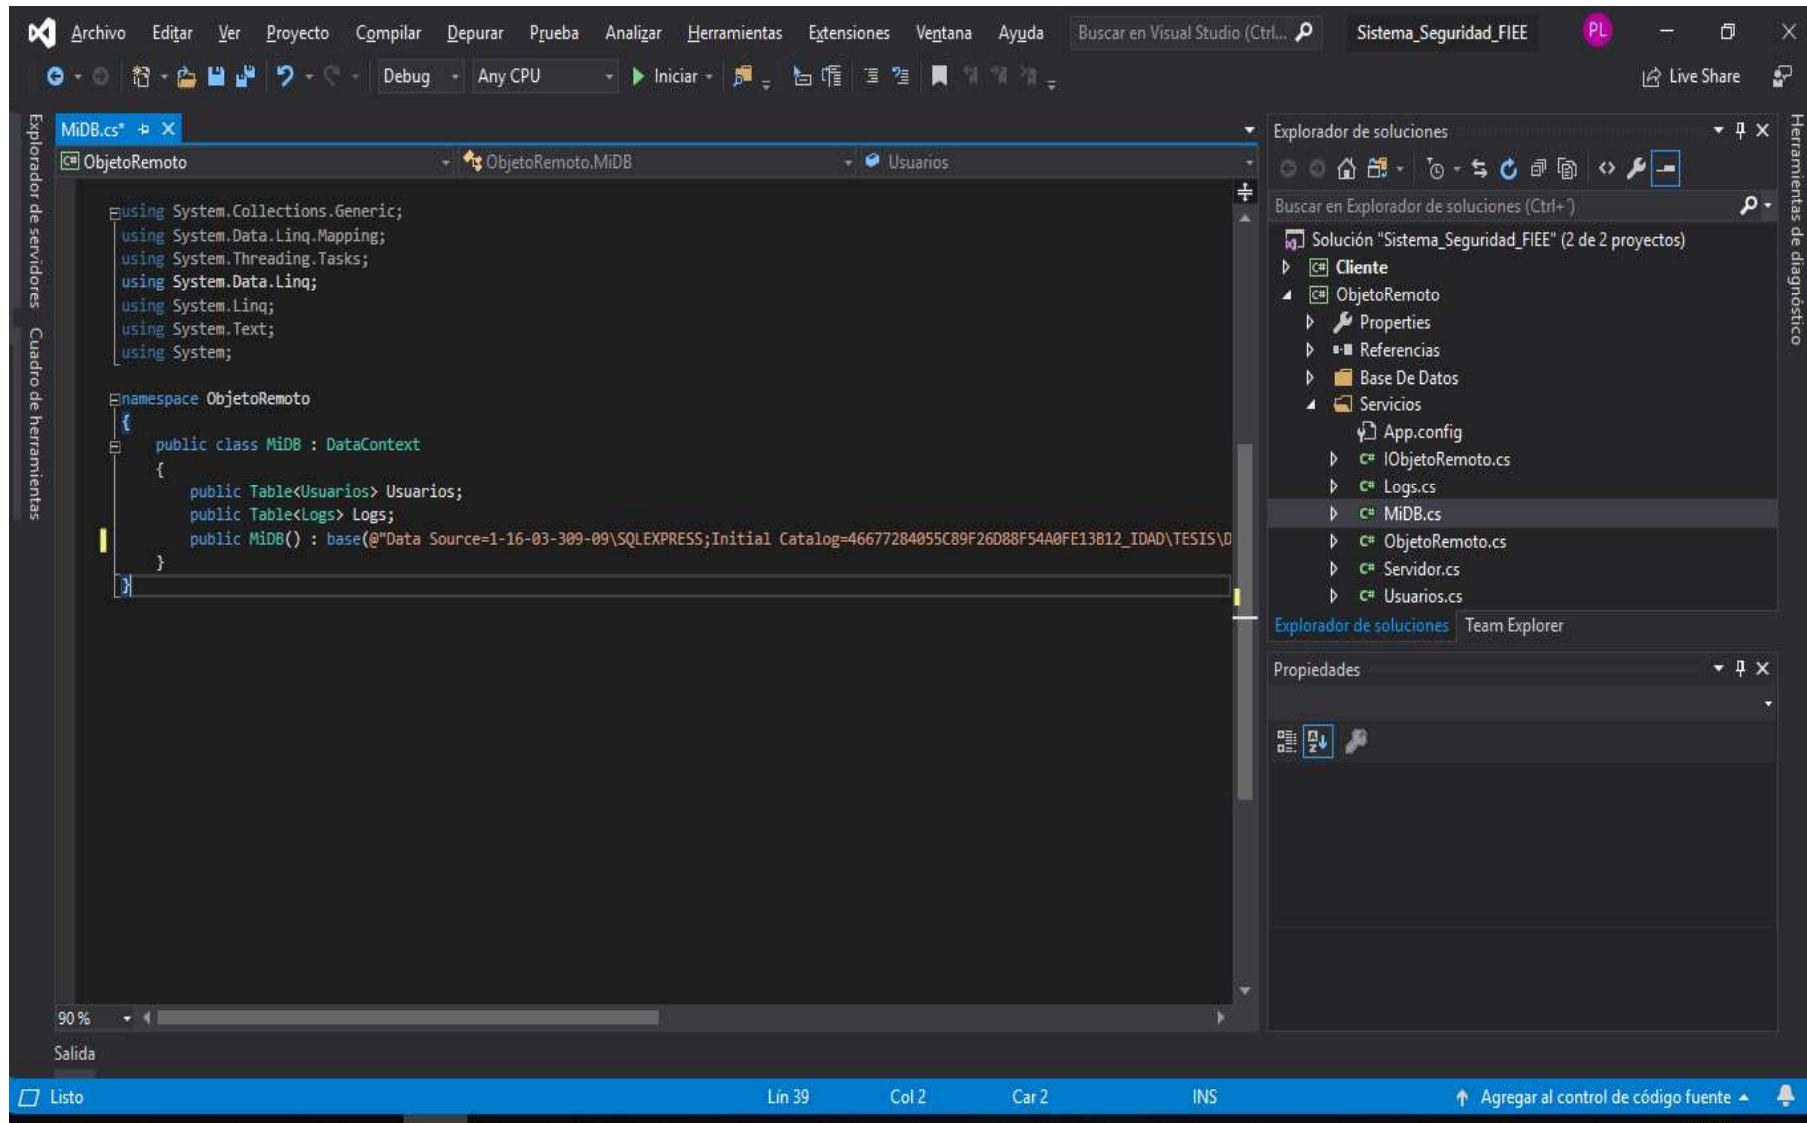 Archivo Editar Ver Proyecto Compilar Depurar Prueba Analizar Herramientas Extensiones Ventana Ayuda Buscar en Visual Studio (Ctrl... Sistema_Seguridad_FIEE PL
Debug Any CPU Iniciar Live Share
Explorador de servidores
Cuadro de herramientas
MiDB.cs*
ObjetoRemoto ObjetoRemoto.MiDB Usuarios
using System.Collections.Generic;
using System.Data.Linq.Mapping;
using System.Threading.Tasks;
using System.Data.Linq;
using System.Linq;
using System.Text;
using System;
namespace ObjetoRemoto
{
public class MiDB : DataContext
{
public Table<Usuarios> Usuarios;
public Table<Logs> Logs;
public MiDB() : base(@"Data Source=1-16-03-309-09\SQLEXPRESS;Initial Catalog=46677284055C89F26D88F54A0FE13B12_IDAD\TESIS\D
}
}
90 %
Salida
Explorador de soluciones
Buscar en Explorador de soluciones (Ctrl+´)
Solución "Sistema_Seguridad_FIEE" (2 de 2 proyectos)
C# Cliente
C# ObjetoRemoto
Properties
Referencias
Base De Datos
Servicios
App.config
C# IObjetoRemoto.cs
C# Logs.cs
C# MiDB.cs
C# ObjetoRemoto.cs
C# Servidor.cs
C# Usuarios.cs
Explorador de soluciones Team Explorer
Propiedades
Herramientas de diagnóstico
Listo Lín 39 Col 2 Car 2 INS Agregar al control de código fuente